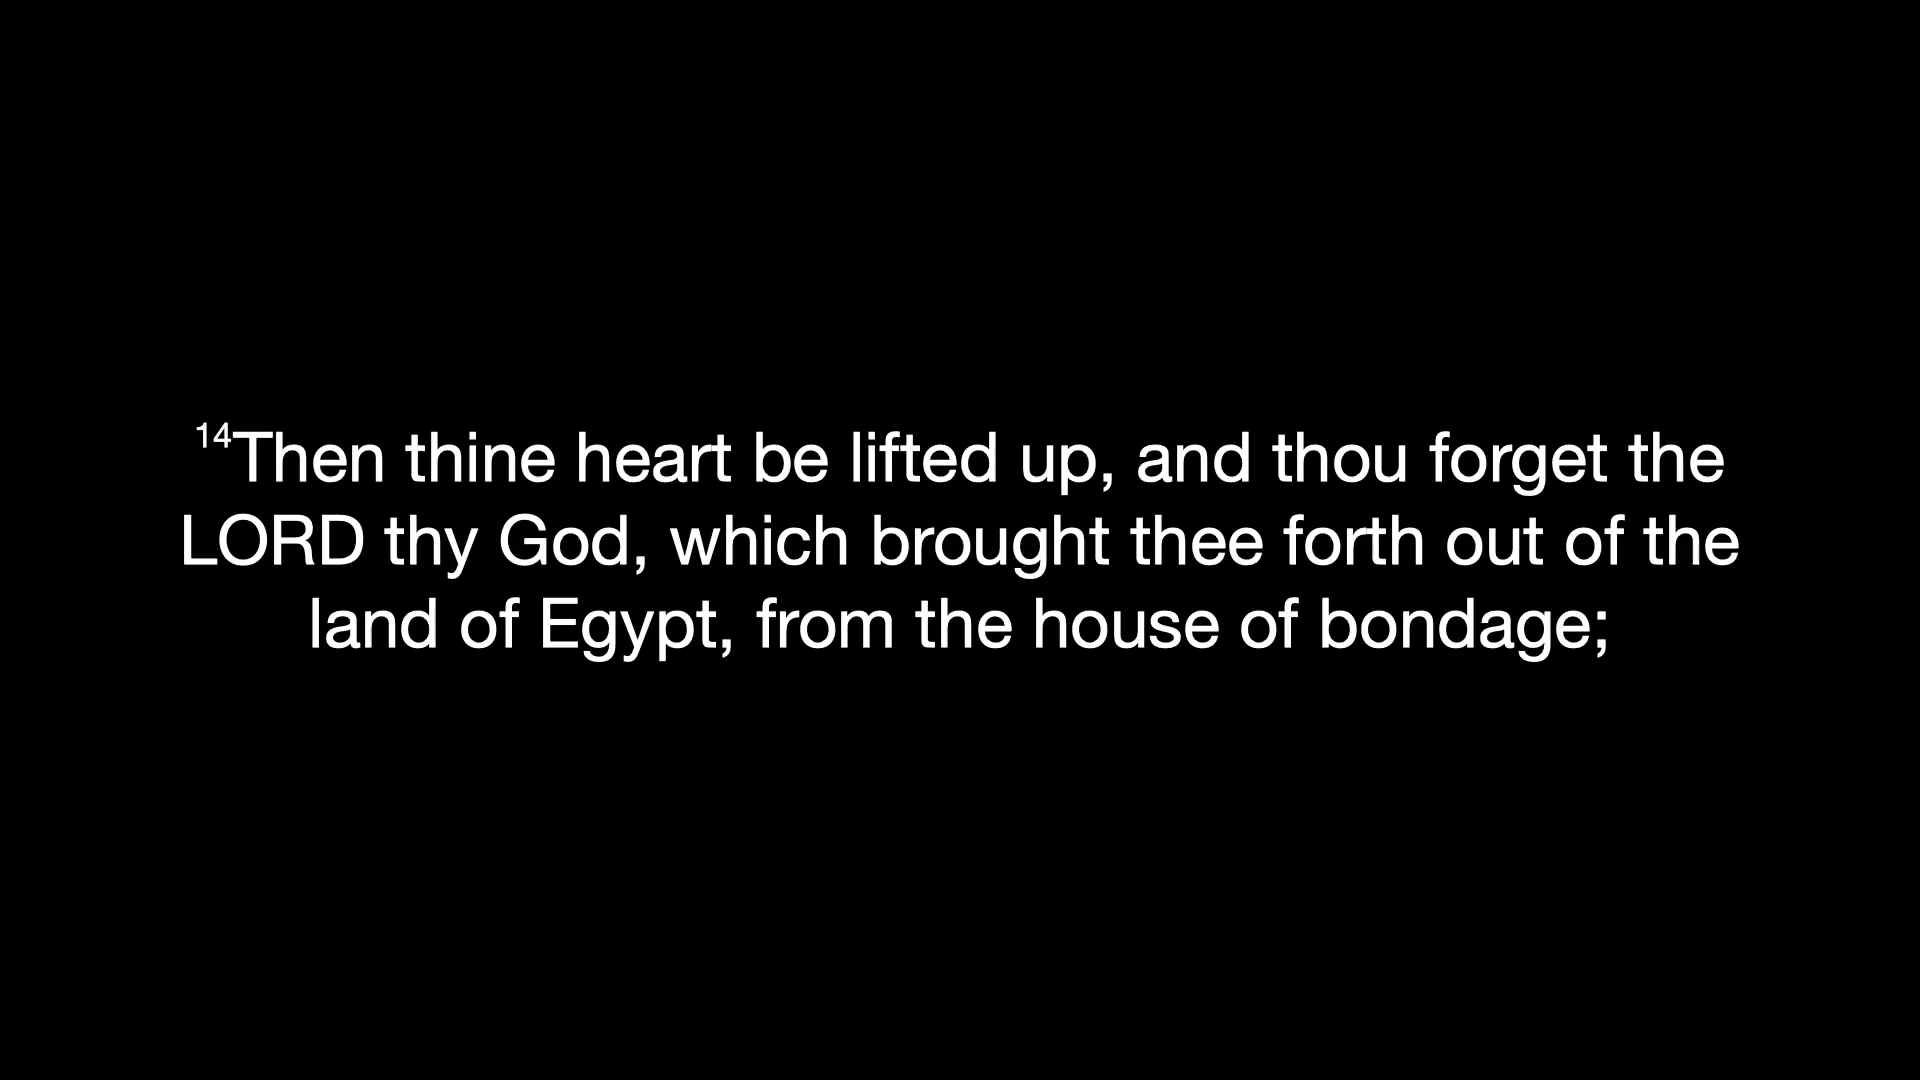 14Then thine heart be lifted up, and thou forget the
LORD thy God, which brought thee forth out of the
land of Egypt, from the house of bondage;